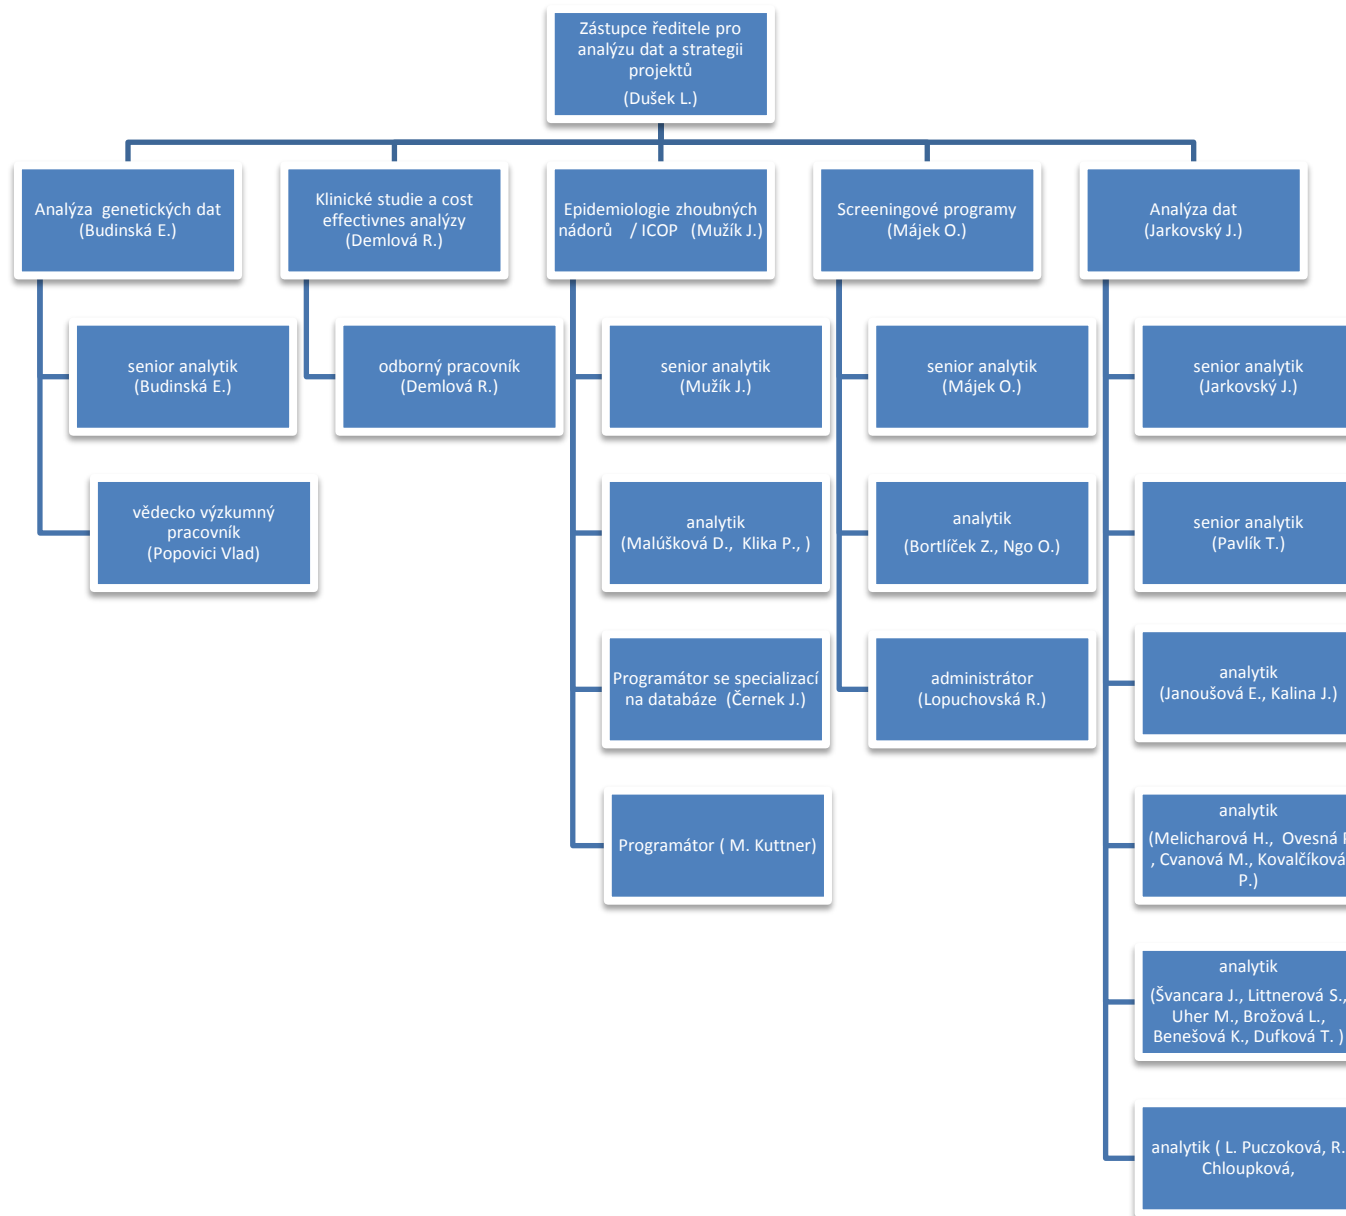 Zástupce ředitele pro
analýzu dat a strategii
projektů
(Dušek L.)
Analýza genetických dat
(Budinská E.)
Klinické studie a cost
effectivnes analýzy
(Demlová R.)
Epidemiologie zhoubných
nádorů / ICOP (Mužík J.)
Screeningové programy
(Májek O.)
Analýza dat
(Jarkovský J.)
senior analytik
(Budinská E.)
odborný pracovník
(Demlová R.)
senior analytik
(Mužík J.)
senior analytik
(Májek O.)
senior analytik
(Jarkovský J.)
vědecko výzkumný
pracovník
(Popovici Vlad)
analytik
(Malúšková D., Klika P., )
analytik
(Bortlíček Z., Ngo O.)
senior analytik
(Pavlík T.)
Programátor se specializací
na databáze (Černek J.)
administrátor
(Lopuchovská R.)
analytik
(Janoušová E., Kalina J.)
Programátor ( M. Kuttner)
analytik
(Melicharová H., Ovesná P
, Cvanová M., Kovalčíková
P.)
analytik
(Švancara J., Littnerová S.,
Uher M., Brožová L.,
Benešová K., Dufková T. )
analytik ( L. Puczoková, R.
Chloupková,